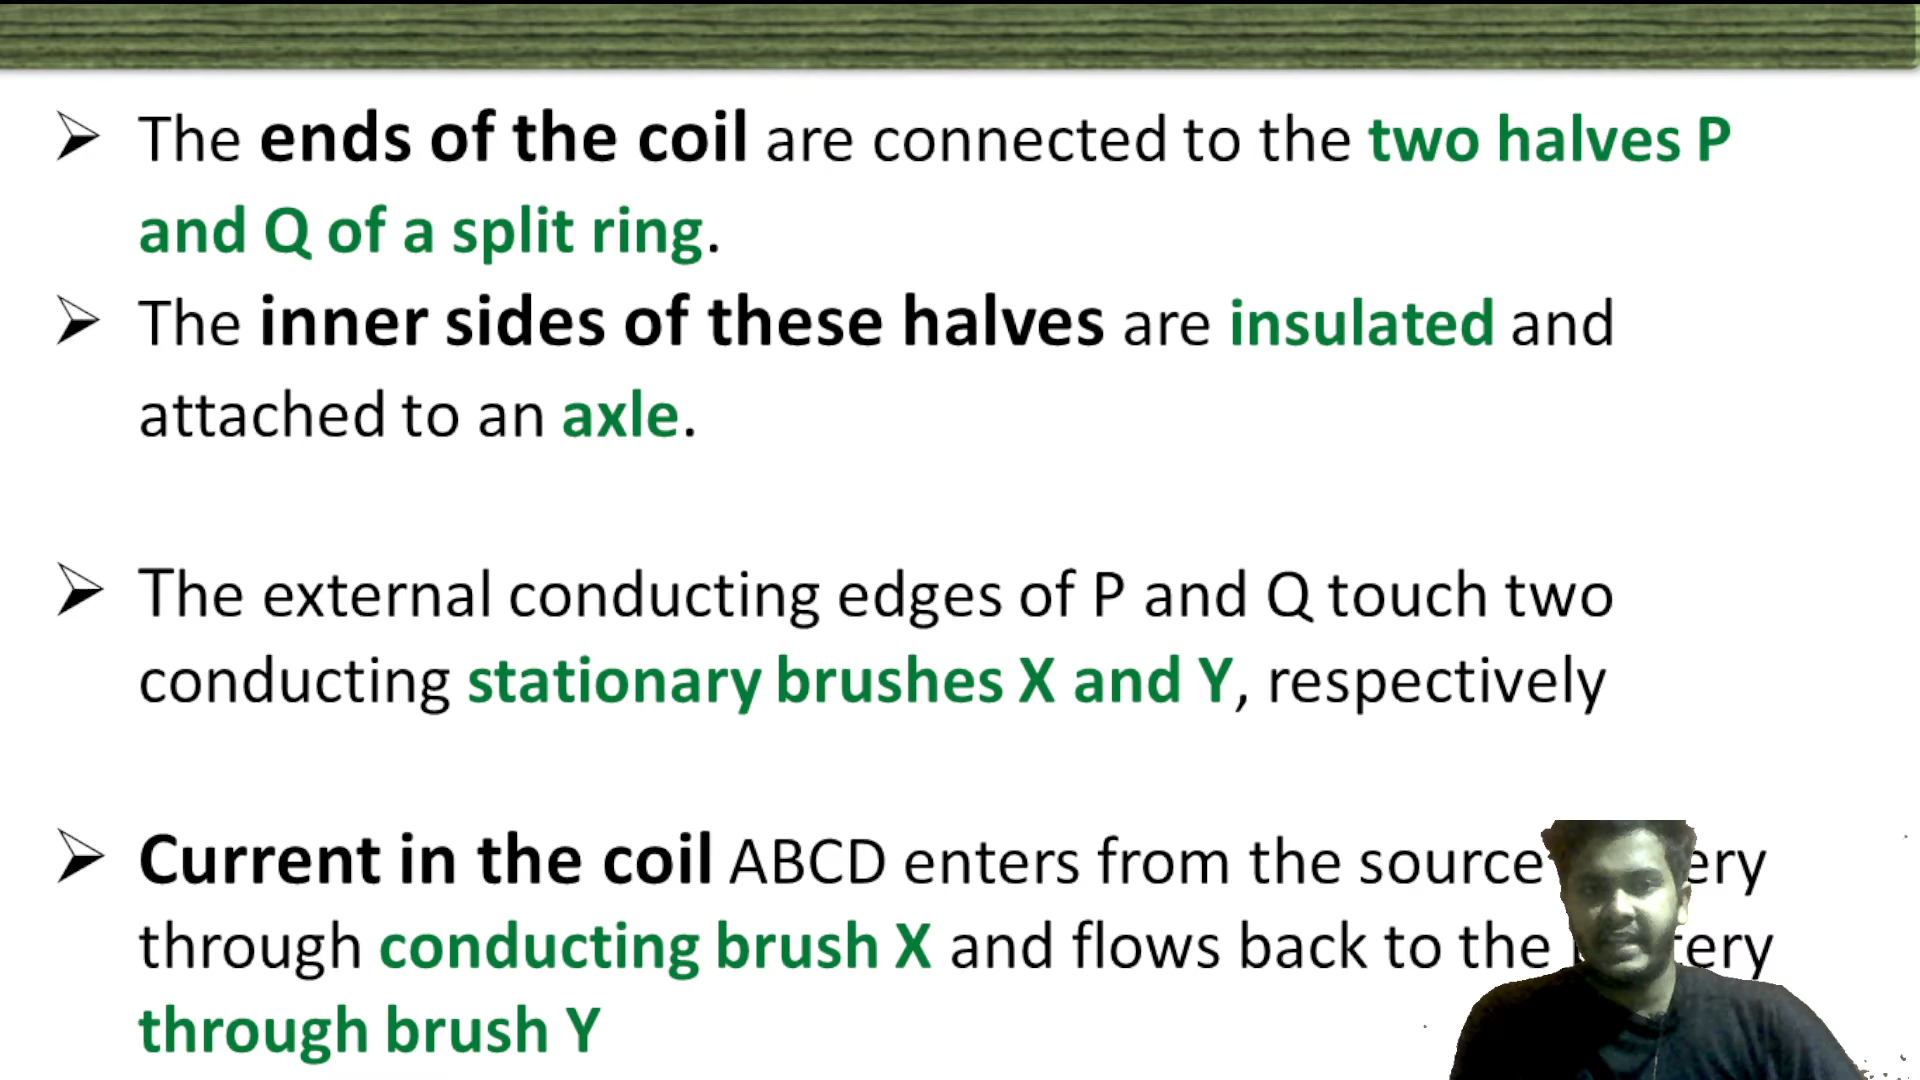 The ends of the coil are connected to the two halves P
and Q of a split ring.
The inner sides of these halves are insulated and
attached to an axle.
The external conducting edges of P and Q touch two
conducting stationary brushes X and Y, respectively
Current in the coil ABCD enters from the source
through conducting brush X and flows back to the
through brush Y